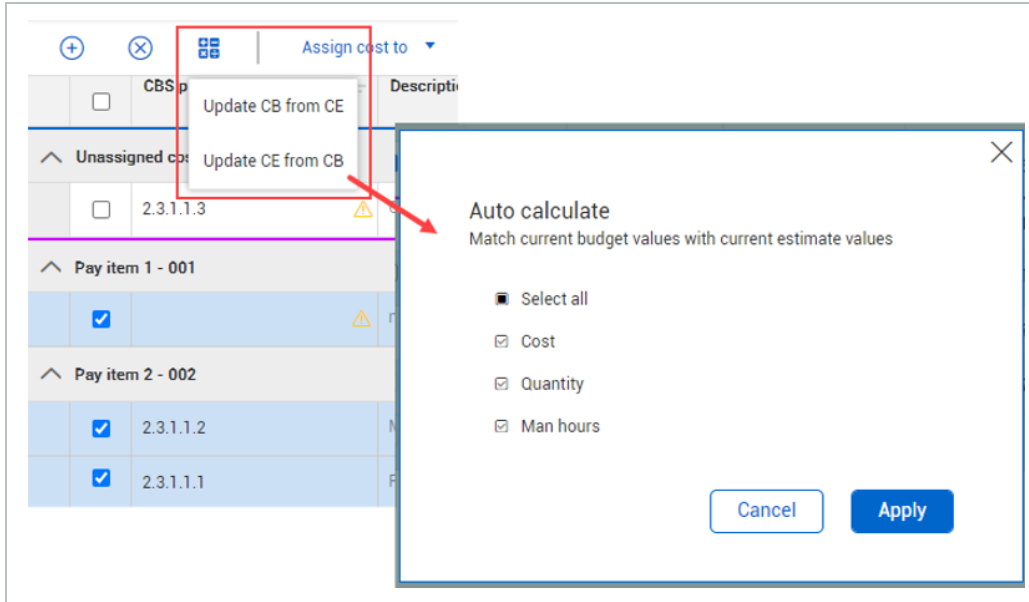 Assign cost to
CBS p
Descripti
Update CB from CE
Update CE from CB
Unassigned cos
2.3.1.1.3
Pay item 1 - 001
Pay item 2 - 002
2.3.1.1.2
2.3.1.1.1
Auto calculate
Match current budget values with current estimate values
Select all
Cost
Quantity
Man hours
Cancel
Apply